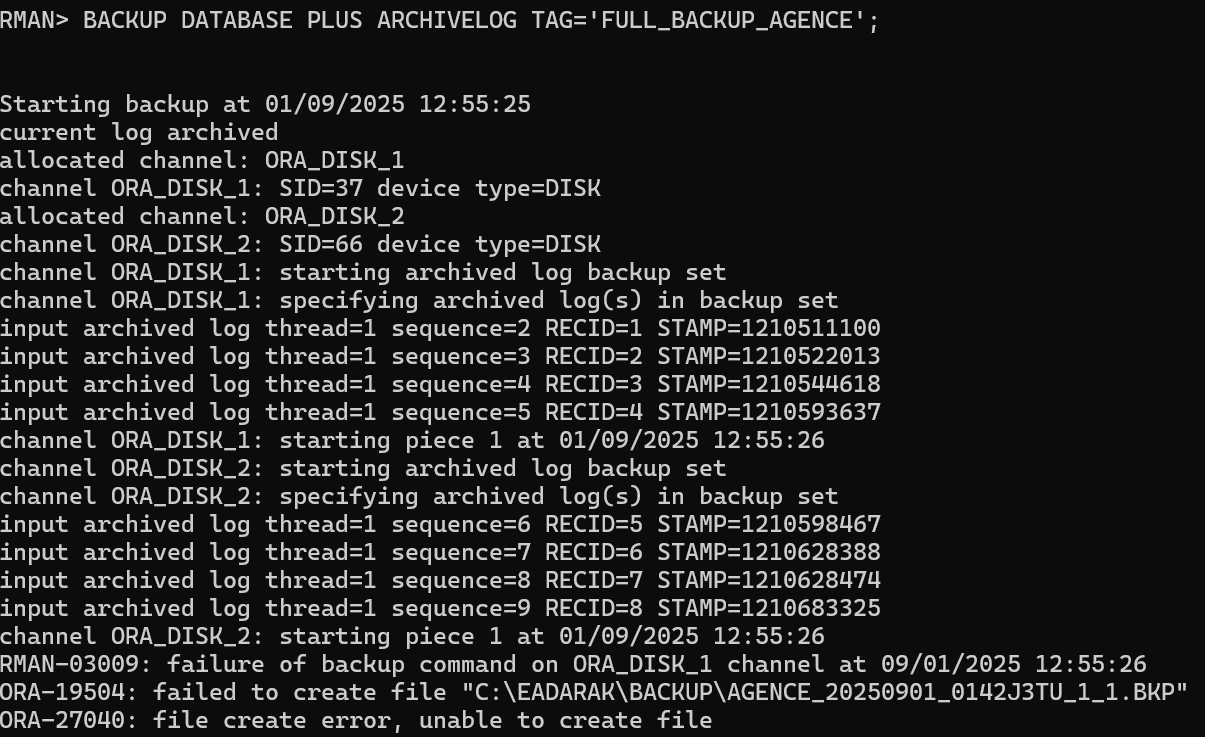 RMAN> BACKUP DATABASE PLUS ARCHIVELOG TAG='FULL_BACKUP_AGENCE';
Starting backup at 01/09/2025 12:55:25
current log archived
allocated channel: ORA_DISK_1
channel ORA_DISK_1: SID=37 device type=DISK
allocated channel: ORA_DISK_2
channel ORA_DISK_2: SID=66 device type=DISK
channel ORA_DISK_1: starting archived log backup set
channel ORA_DISK_1: specifying archived log(s) in backup set
input archived log thread=1 sequence=2 RECID=1 STAMP=1210511100
input archived log thread=1 sequence=3 RECID=2 STAMP=1210522013
input archived log thread=1 sequence=4 RECID=3 STAMP=1210544618
input archived log thread=1 sequence=5 RECID=4 STAMP=1210593637
channel ORA_DISK_1: starting piece 1 at 01/09/2025 12:55:26
channel ORA_DISK_2: starting archived log backup set
channel ORA_DISK_2: specifying archived log(s) in backup set
input archived log thread=1 sequence=6 RECID=5 STAMP=1210598467
input archived log thread=1 sequence=7 RECID=6 STAMP=1210628388
input archived log thread=1 sequence=8 RECID=7 STAMP=1210628474
input archived log thread=1 sequence=9 RECID=8 STAMP=1210683325
channel ORA_DISK_2: starting piece 1 at 01/09/2025 12:55:26
RMAN-03009: failure of backup command on ORA_DISK_1 channel at 09/01/2025 12:55:26
ORA-19504: failed to create file "C:\EADARAK\BACKUP\AGENCE_20250901_0142J3TU_1_1.BKP"
ORA-27040: file create error, unable to create file